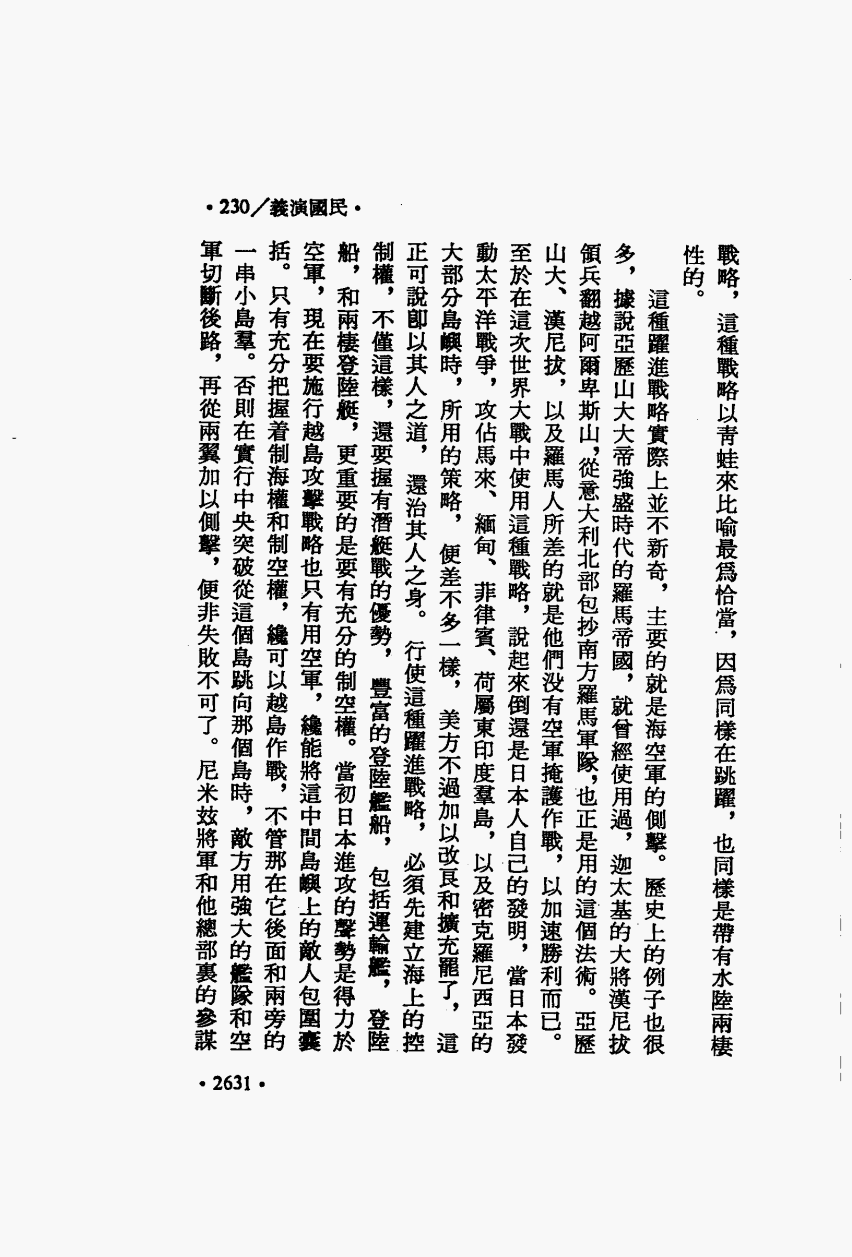 •230／義演國民•
戰略，這種戰略以靑蛙來比喻最爲恰當，因爲同樣在跳躍，也同樣是帶有水陸兩棲
性的。
這種躍進戰略實際上並不新奇，主要的就是海空軍的側擊。歷史上的例子也很
多，據說亞歷山大大帝強盛時代的羅馬帝國，就曾經使用過，迦太基的大將漢尼拔
領兵翻越阿爾卑斯山，從意大利北部包抄南方羅馬軍隊，也正是用的這個法術。亞歷
山大、漢尼拔，以及羅馬人所差的就是他們没有空軍掩護作戰，以加速勝利而已。
至於在這次世界大戰中使用這種戰略，說起來倒還是日本人自己的發明，當日本發
動太平洋戰爭，攻佔馬來、緬甸、菲律賓、荷屬東印度羣島，以及密克羅尼西亞的
大部分島嶼時，所用的策略，便差不多一樣，美方不過加以改良和擴充罷了，這
正可說卽以其人之道，還治其人之身。行使這種躍進戰略，必須先建立海上的控
制權，不僅這樣，還要握有潛艇戰的優勢，豐富的登陸艦船，包括運輸艦，登陸
船，和兩棲登陸艇，更重要的是要有充分的制空權。當初日本進攻的聲勢是得力於
空軍，現在要施行越島攻擊戰略也只有用空軍，纔能將這中間島嶼上的敵人包圍囊
括。只有充分把握着制海權和制空權，纔可以越島作戰，不管那在它後面和兩旁的
一串小島羣。否則在實行中央突破從這個島跳向那個島時，敵方用強大的艦隊和空
軍切斷後路，再從兩翼加以側擊，便非失敗不可了。尼米兹將軍和他總部裏的參謀
•2631•